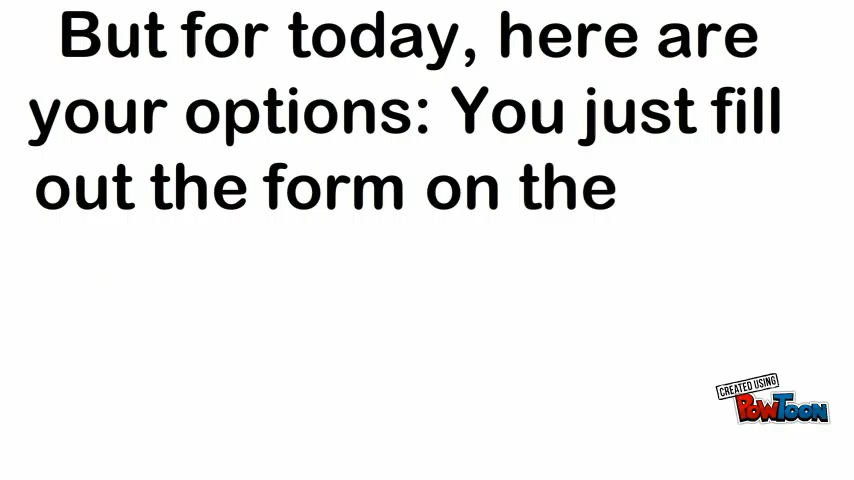 But for today, here are
your options: You just fill
out the form on the
CREATED USING
POWTOON